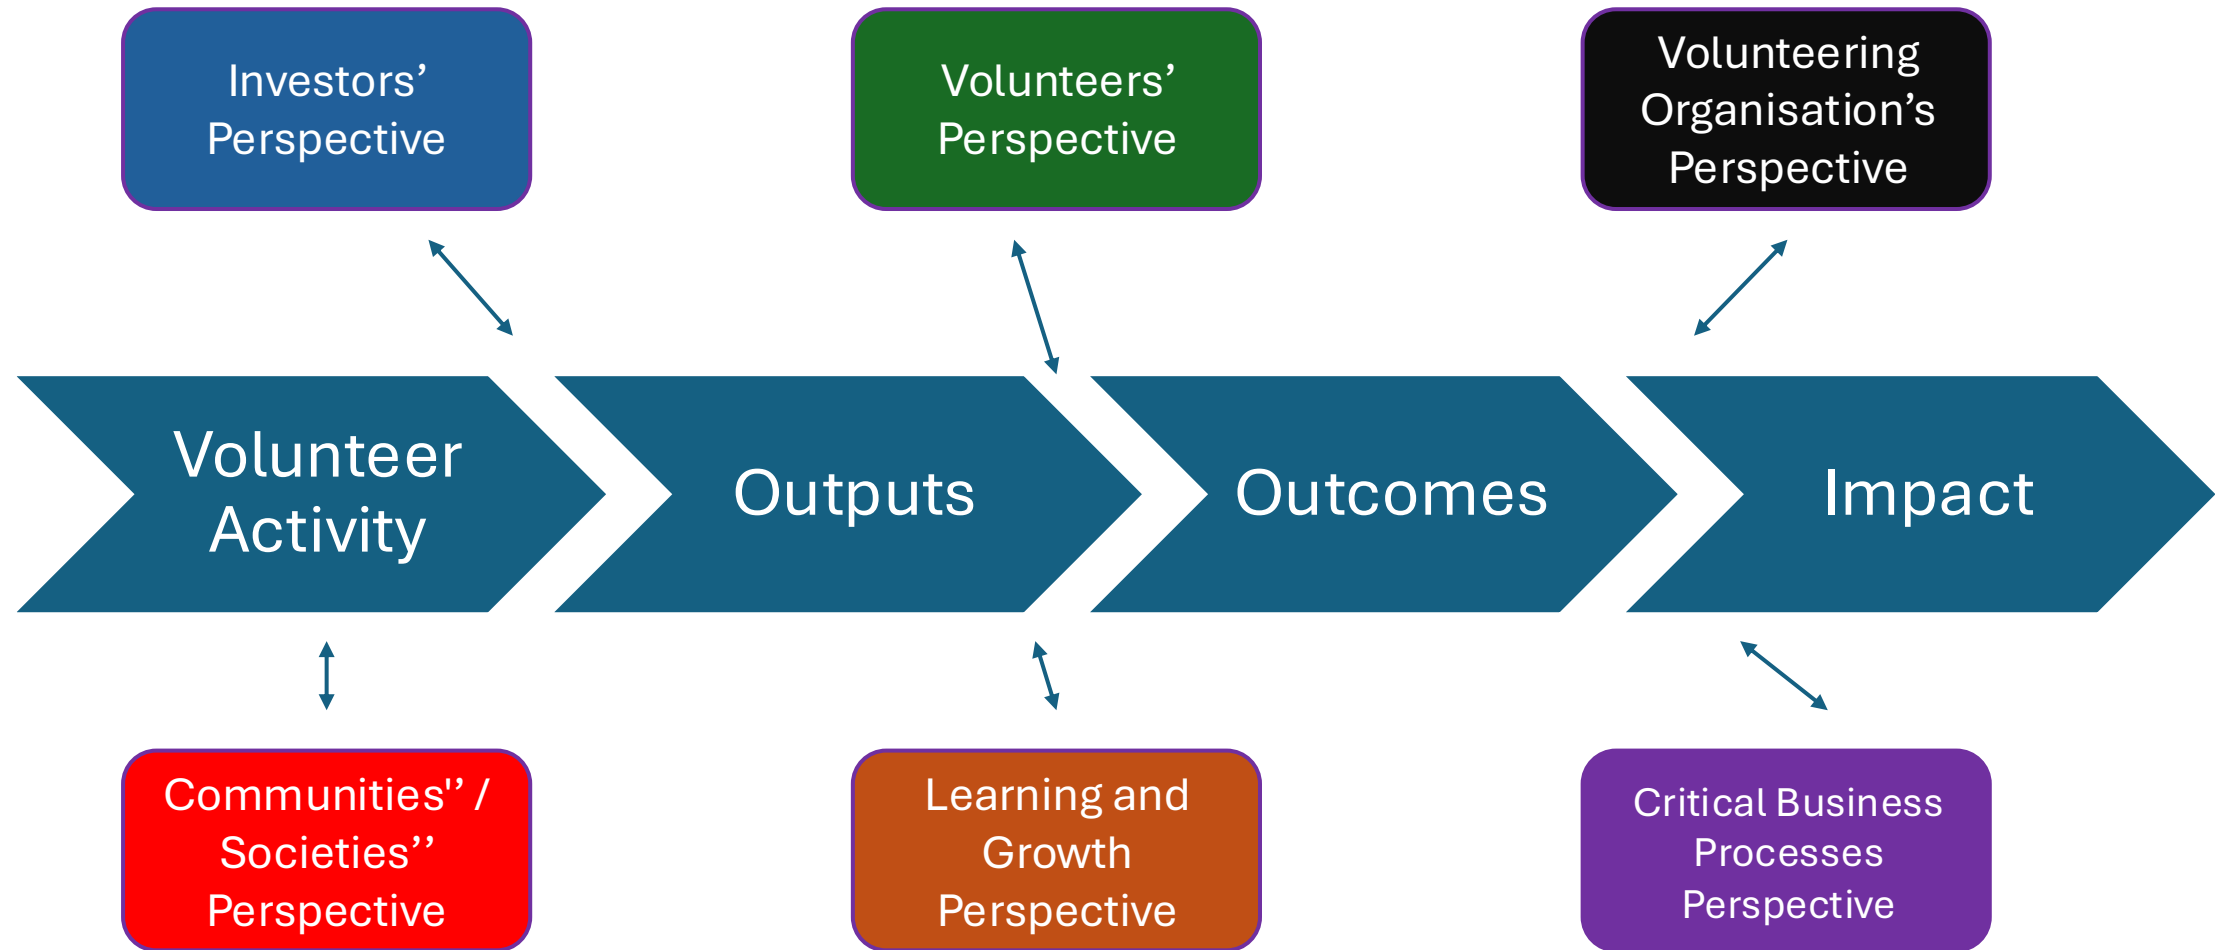 Investors’
Perspective
Volunteers’
Perspective
Volunteering
Organisation’s
Perspective
Volunteer
Activity
Outputs
Outcomes
Impact
Communities'’ /
Societies’’
Perspective
Learning and
Growth
Perspective
Critical Business
Processes
Perspective